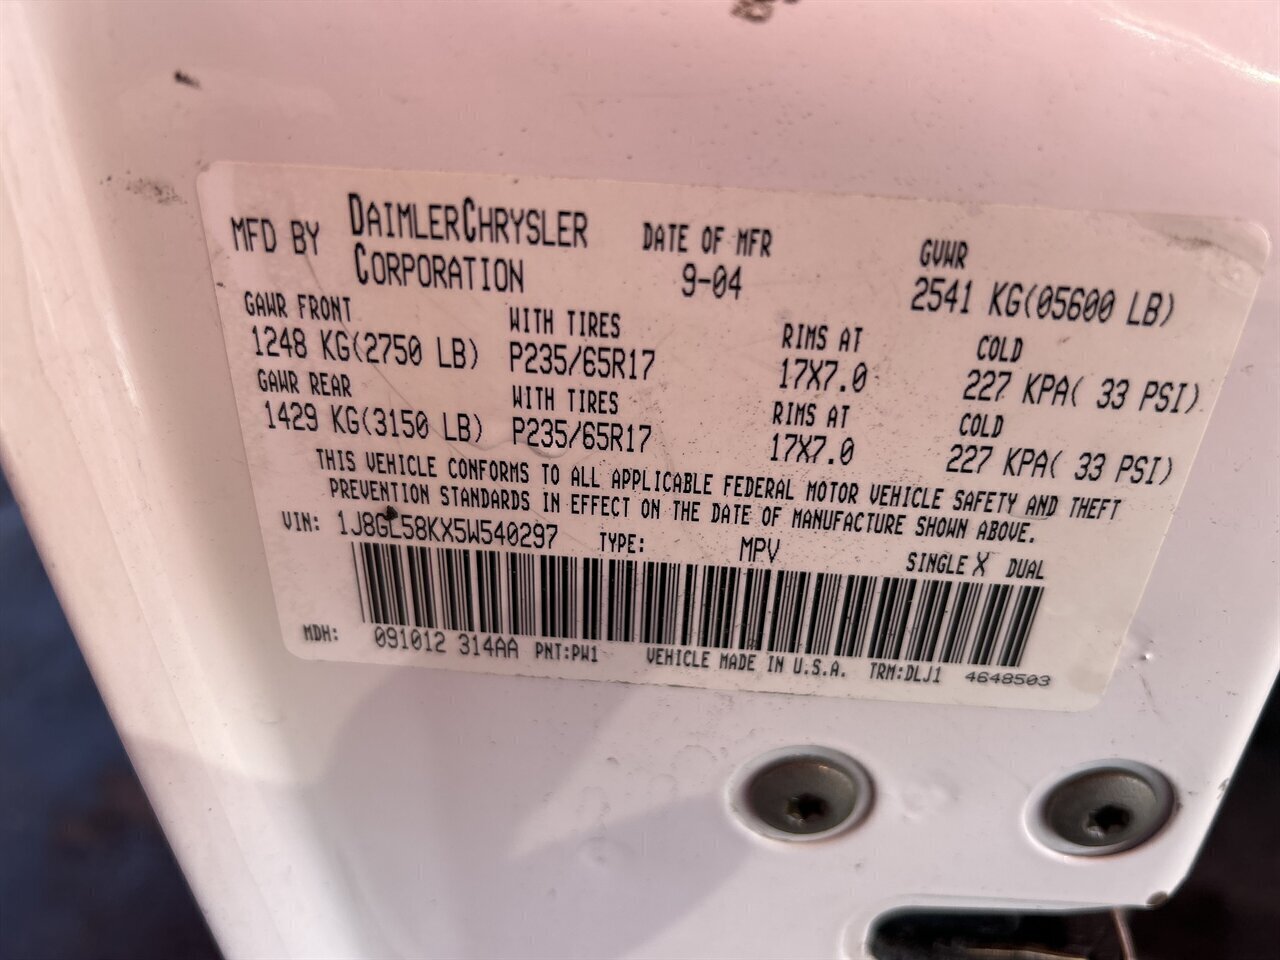 MFD BY DAIMLERCHRYSLER CORPORATION DATE OF MFR 9-04 GVWR 2541 KG(05600 LB)
GAWR FRONT WITH TIRES RIMS AT COLD
1248 KG(2750 LB) P235/65R17 17X7.0 227 KPA( 33 PSI)
GAWR REAR WITH TIRES RIMS AT COLD
1429 KG(3150 LB) P235/65R17 17X7.0 227 KPA( 33 PSI)
THIS VEHICLE CONFORMS TO ALL APPLICABLE FEDERAL MOTOR VEHICLE SAFETY AND THEFT
PREVENTION STANDARDS IN EFFECT ON THE DATE OF MANUFACTURE SHOWN ABOVE.
VIN: 1J8GL58KX5W540297 TYPE: MPV SINGLE X DUAL
MDH: 091012 314AA PNT:PW1 VEHICLE MADE IN U.S.A. TRM:DLJ1 4648503